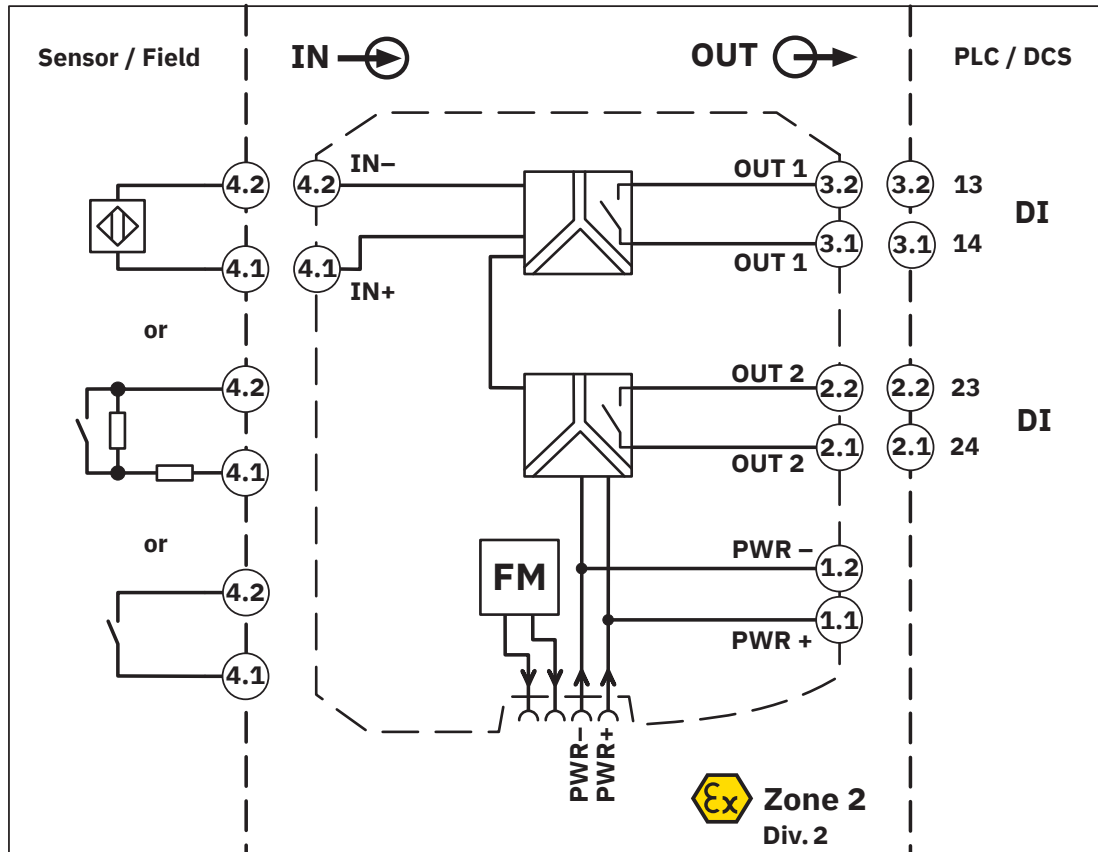 Sensor / Field
IN
OUT
PLC / DCS
4.2
4.2
IN–
OUT 1
3.2
3.2
13
DI
4.1
4.1
IN+
OUT 1
3.1
3.1
14
or
4.2
OUT 2
2.2
2.2
23
DI
4.1
OUT 2
2.1
2.1
24
or
FM
PWR –
1.2
4.2
1.1
PWR +
4.1
PWR–
PWR+
Ex
Zone 2
Div. 2